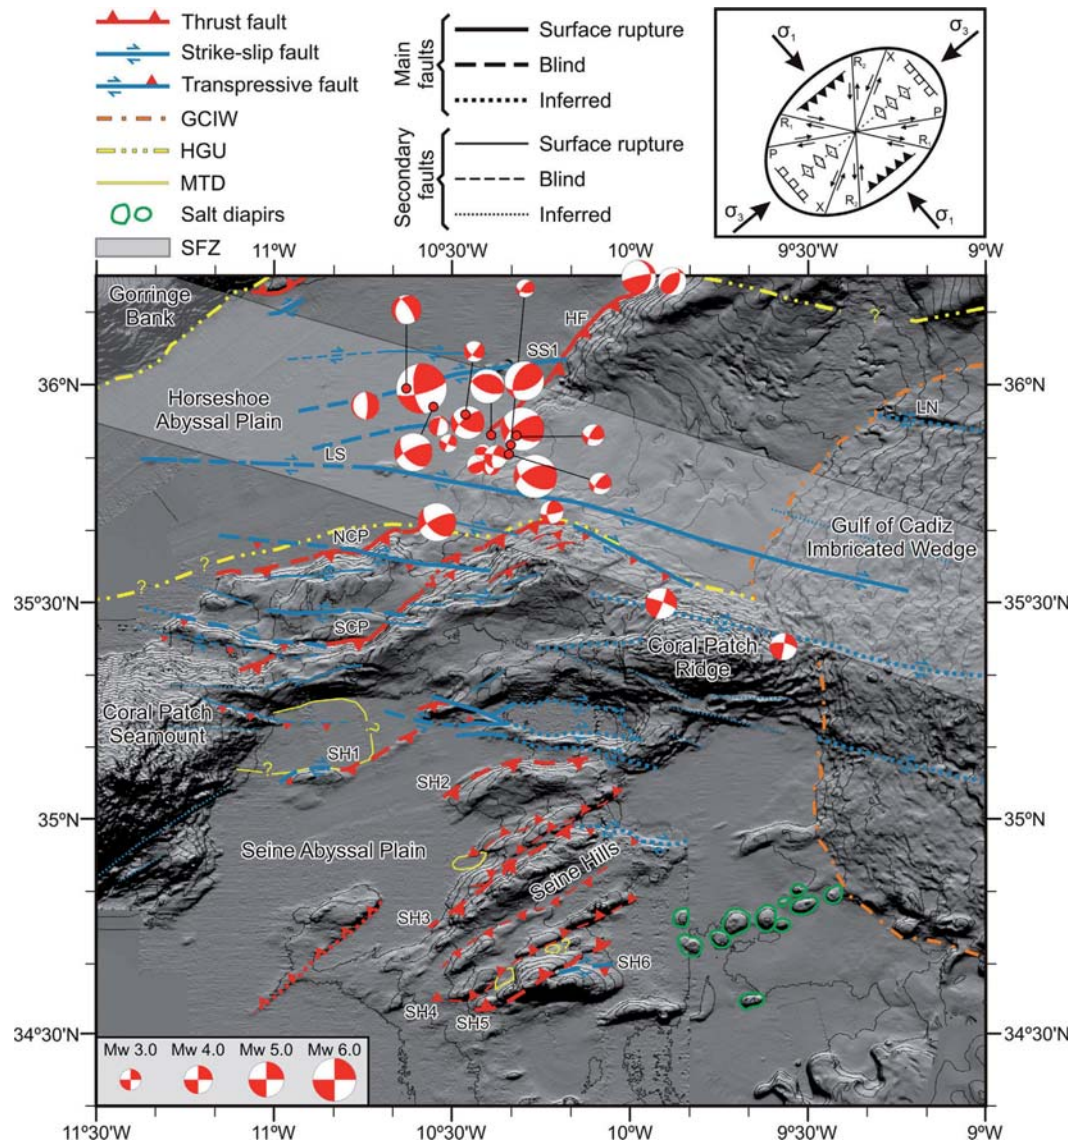 Thrust fault
Strike-slip fault
Transpressive fault
GCIW
HGU
MTD
Salt diapirs
SFZ
Main faults
Surface rupture
Blind
Inferred
Secondary faults
Surface rupture
Blind
Inferred
σ1
σ3
R2
X
R1
P
P
R1
X
R2
σ3
σ1
11°W
10°30'W
10°W
9°30'W
9°W
Gorringe Bank
HF
?
SS1
36°N
36°N
Horseshoe Abyssal Plain
LN
LS
Gulf of Cadiz Imbricated Wedge
NCP
?
35°30'N
35°30'N
SCP
Coral Patch Ridge
Coral Patch Seamount
?
SH1
?
SH2
35°N
35°N
Seine Abyssal Plain
Seine Hills
SH3
?
SH6
SH4
SH5
34°30'N
34°30'N
Mw 3.0 Mw 4.0 Mw 5.0 Mw 6.0
11°30'W
11°W
10°30'W
10°W
9°30'W
9°W